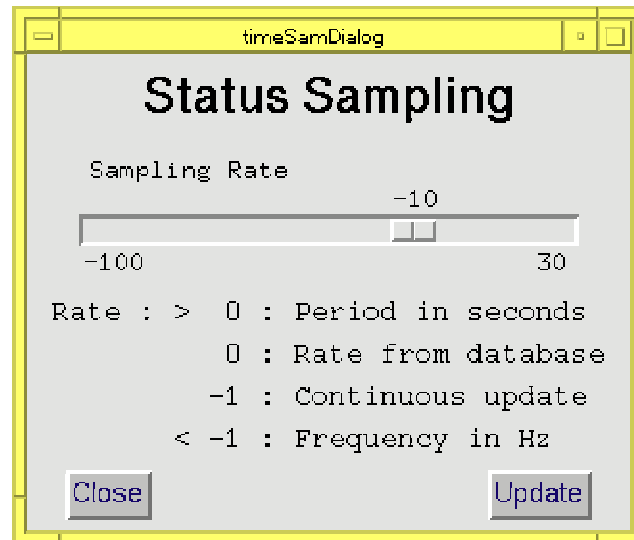 timeSamDialog
Status Sampling
Sampling Rate
-10
-100 30
Rate : > 0 : Period in seconds
0 : Rate from database
-1 : Continuous update
< -1 : Frequency in Hz
Close Update